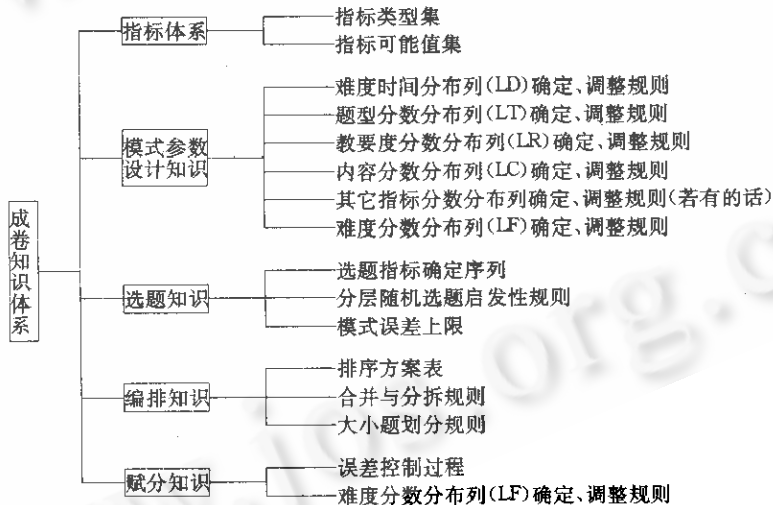 成卷知识体系
指标体系
指标类型集
指标可能值集
模式参数
设计知识
难度时间分布列(LD)确定、调整规则
题型分数分布列(LT)确定、调整规则
教要度分数分布列(LR)确定、调整规则
内容分数分布列(LC)确定、调整规则
其它指标分数分布列确定、调整规则(若有的话)
难度分数分布列(LF)确定、调整规则
选题知识
选题指标确定序列
分层随机选题启发性规则
模式误差上限
编排知识
排序方案表
合并与分拆规则
大小题划分规则
赋分知识
误差控制过程
难度分数分布列(LF)确定、调整规则